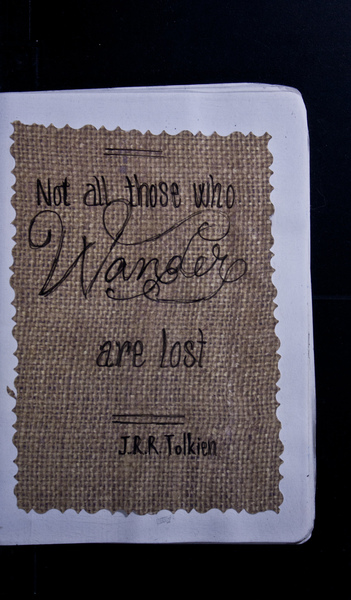 Not all those who
Wander
are lost
J.R.R.Tolkien